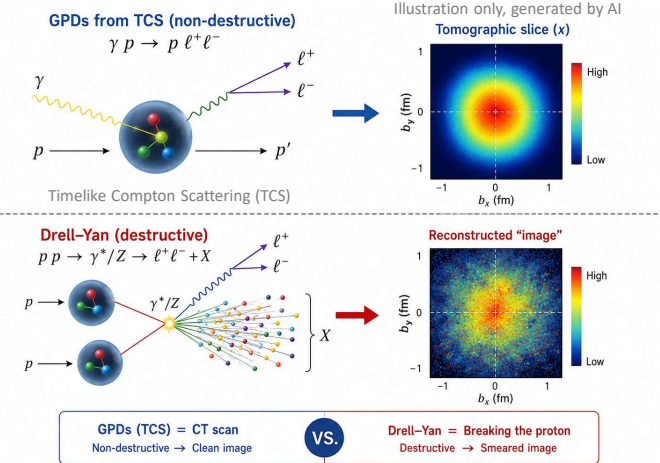 Illustration only, generated by AI
GPDs from TCS (non-destructive)
γ p → p ℓ⁺ℓ⁻
γ
ℓ⁺
ℓ⁻
p
p′
Timelike Compton Scattering (TCS)
Tomographic slice (x)
1
0
−1
b_y (fm)
−1
0
1
b_x (fm)
High
Low
Drell–Yan (destructive)
p p → γ*/Z → ℓ⁺ℓ⁻ + X
ℓ⁺
ℓ⁻
γ*/Z
p
p
X
Reconstructed “image”
1
0
−1
b_y (fm)
−1
0
1
b_x (fm)
High
Low
GPDs (TCS) = CT scan
Non-destructive → Clean image
VS.
Drell–Yan = Breaking the proton
Destructive → Smeared image